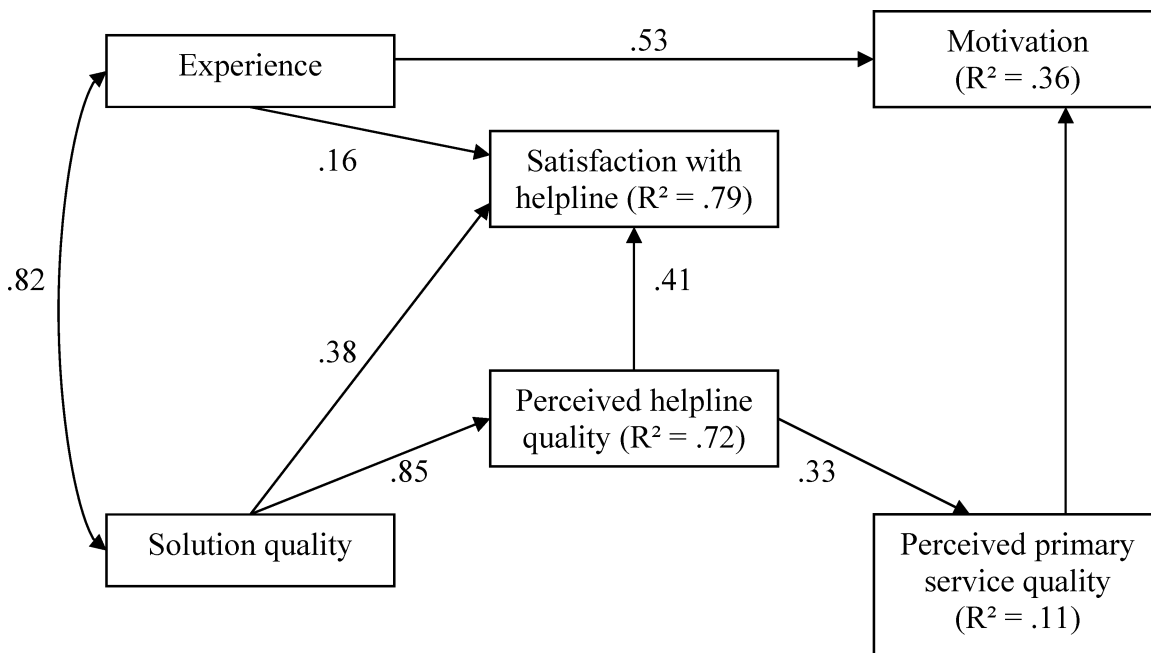 .53
Experience
Motivation
(R² = .36)
.16
Satisfaction with
helpline (R² = .79)
.82
.41
.38
Perceived helpline
quality (R² = .72)
.85
.33
Solution quality
Perceived primary
service quality
(R² = .11)